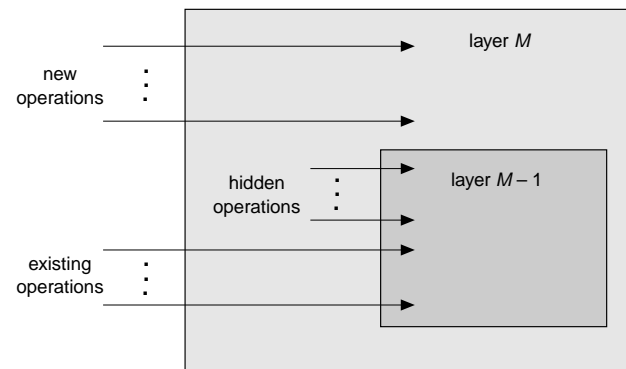 layer M
new
operations
layer M – 1
hidden
operations
existing
operations